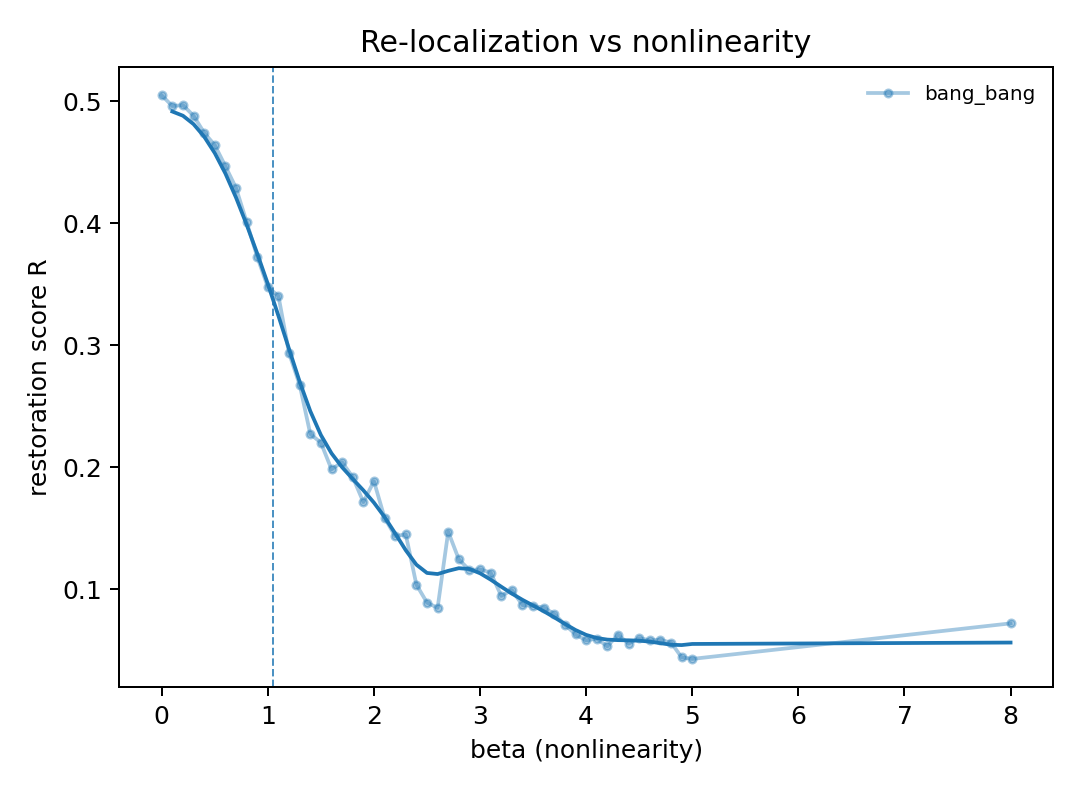 Re-localization vs nonlinearity
bang_bang
restoration score R
0.5
0.4
0.3
0.2
0.1
0 1 2 3 4 5 6 7 8
beta (nonlinearity)